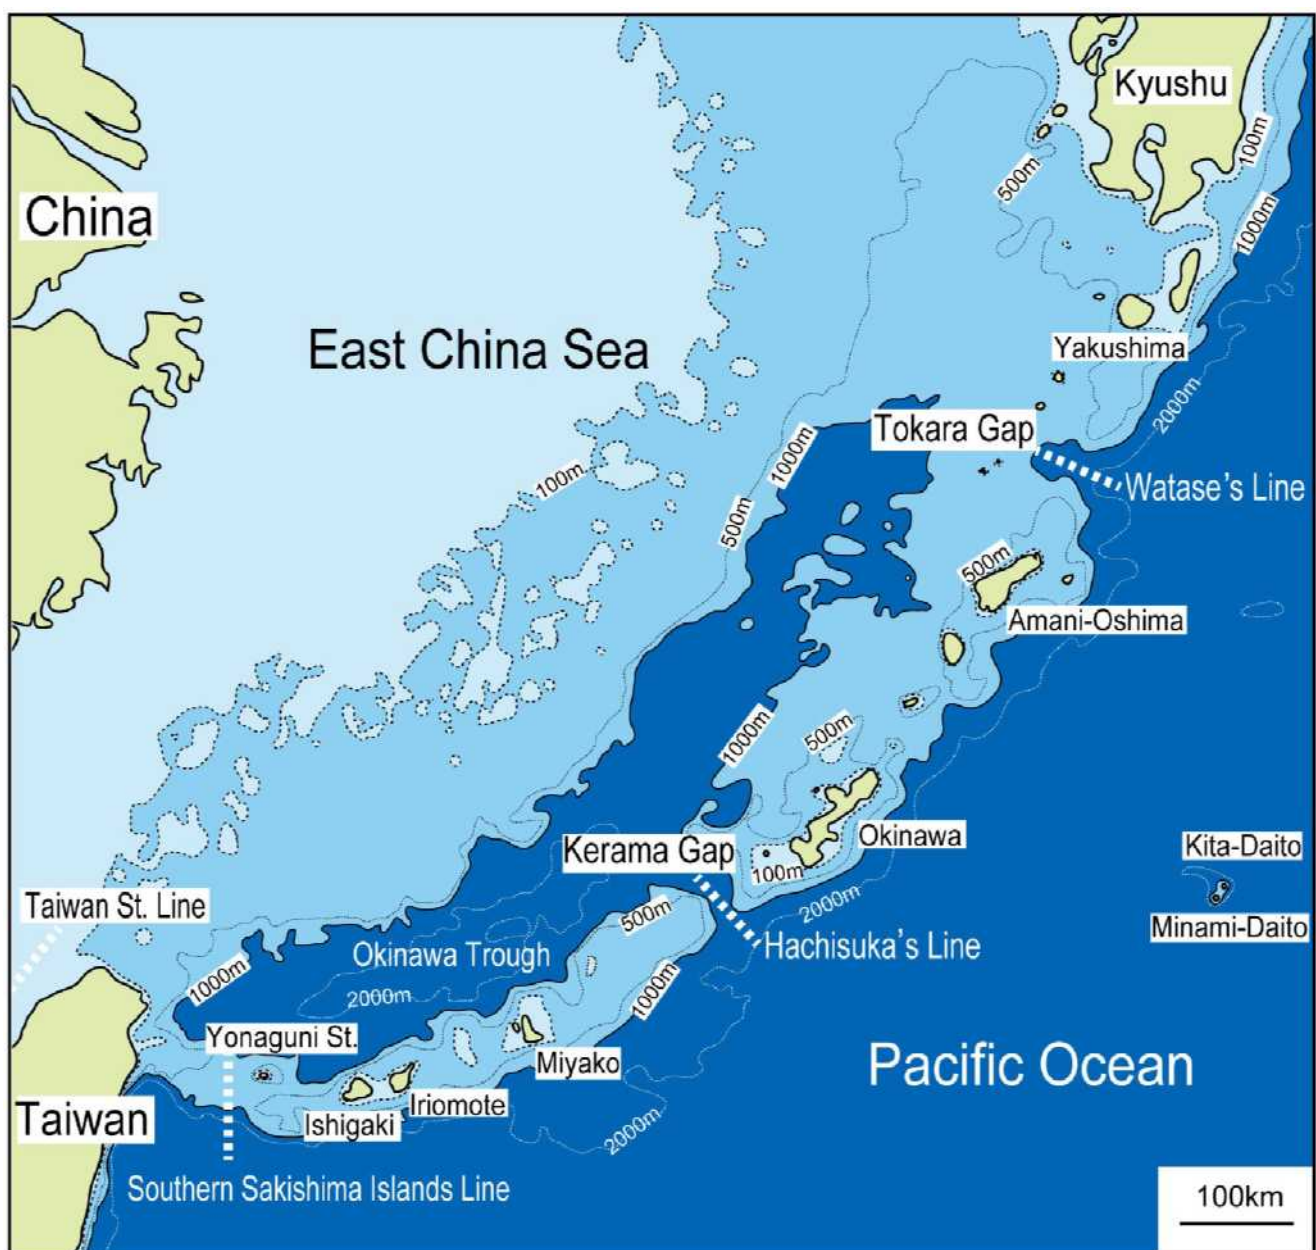 Kyushu
100m
500m
1000m
China
East China Sea
Yakushima
2000m
Tokara Gap
1000m
100m
Watase's Line
500m
500m
Amani-Oshima
1000m
500m
Okinawa
Kita-Daito
Kerama Gap
100m
2000m
Taiwan St. Line
500m
Minami-Daito
Okinawa Trough
Hachisuka's Line
1000m
2000m
1000m
Yonaguni St.
Miyako
Pacific Ocean
Taiwan
Iriomote
Ishigaki
2000m
Southern Sakishima Islands Line
100km